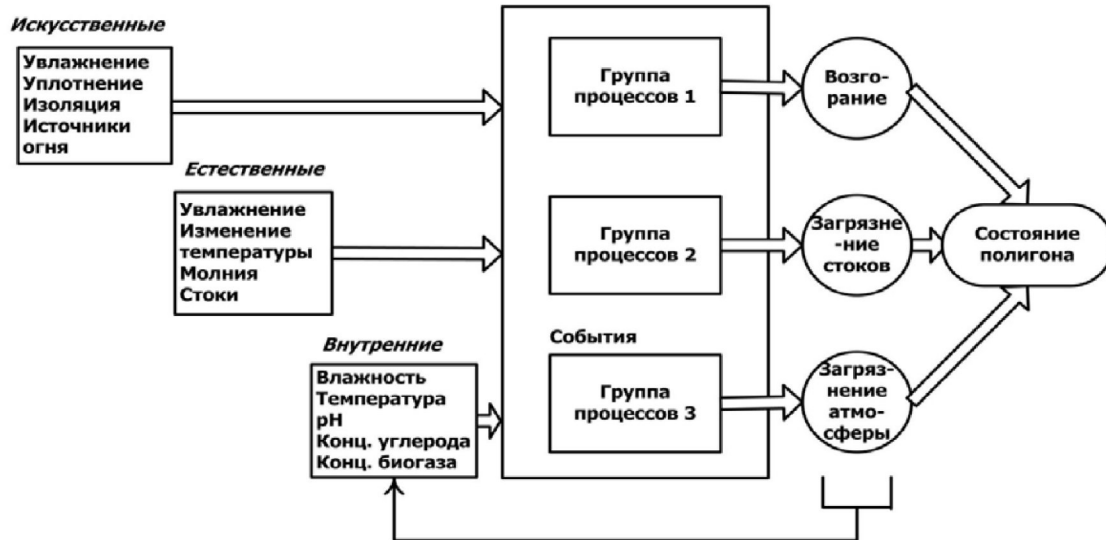 Искусственные
Увлажнение
Уплотнение
Изоляция
Источники
огня
Естественные
Увлажнение
Изменение
температуры
Молния
Стоки
Внутренние
Влажность
Температура
pH
Конц. углерода
Конц. биогаза
Группа
процессов 1
Группа
процессов 2
События
Группа
процессов 3
Возго-
рание
Загрязне
-ние
стоков
Загряз-
нение
атмо-
сферы
Состояние
полигона